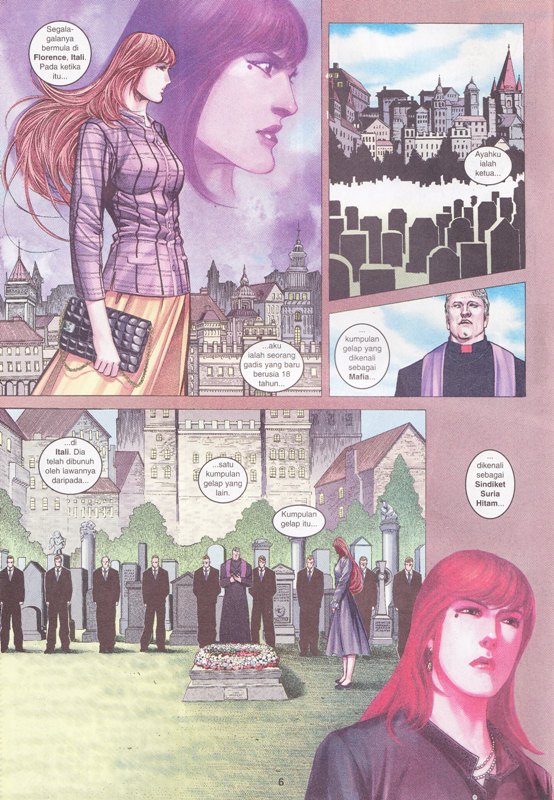 Segala-
galanya
bermula di
Florence, Itali.
Pada ketika
itu...
...aku
ialah seorang
gadis yang baru
berusia 18
tahun...
Ayahku
ialah
ketua...
...
kumpulan
gelap yang
dikenali
sebagai
Mafia...
...di
Itali. Dia
telah dibunuh
oleh lawannya
daripada...
...satu
kumpulan
gelap yang
lain.
Kumpulan
gelap itu...
...
dikenali
sebagai
Sindiket
Suria
Hitam...
6